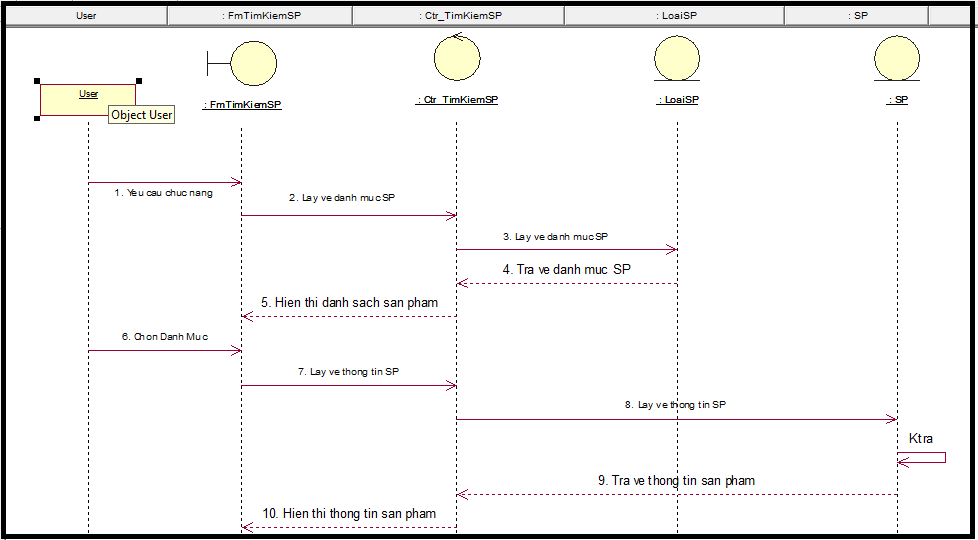 User : FmTimKiemSP : Ctr_TimKiemSP : LoaiSP : SP
User
Object User
: FmTimKiemSP
: Ctr_TimKiemSP
: LoaiSP
: SP
1. Yeu cau chuc nang
2. Lay ve danh muc SP
3. Lay ve danh muc SP
4. Tra ve danh muc SP
5. Hien thi danh sach san pham
6. Chon Danh Muc
7. Lay ve thong tin SP
8. Lay ve thong tin SP
Ktra
9. Tra ve thong tin san pham
10. Hien thi thong tin san pham